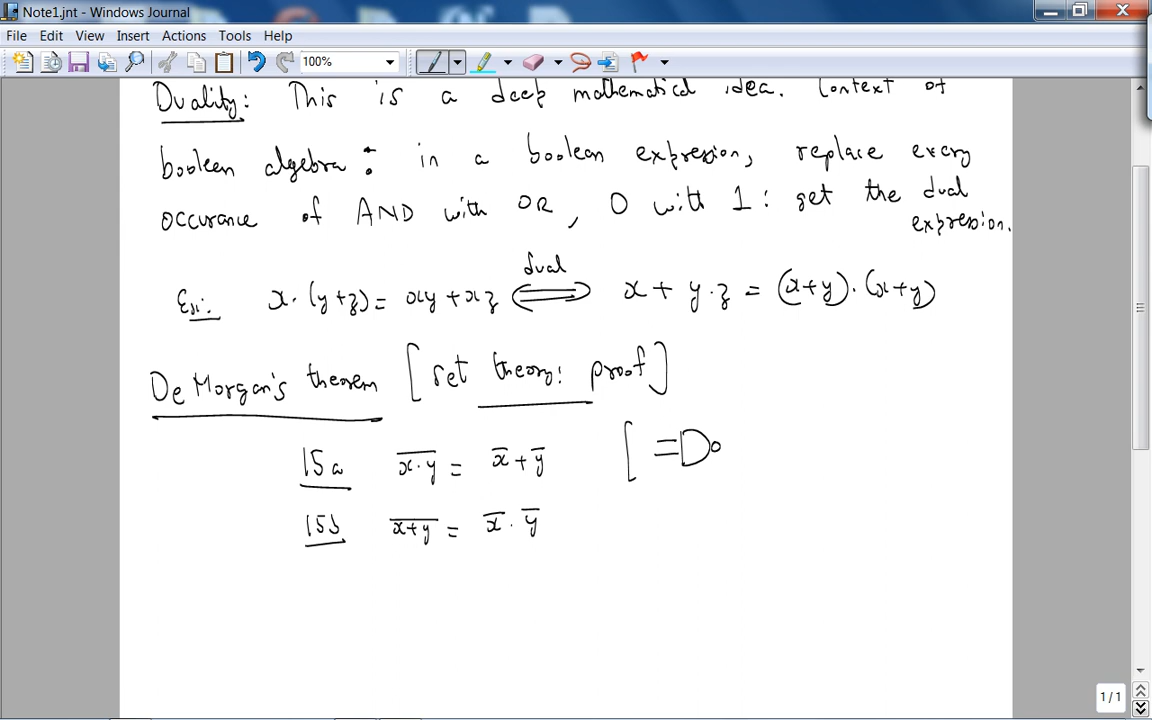 Note1.jnt - Windows Journal
File Edit View Insert Actions Tools Help
100%
Duality: This is a deep mathematical idea. Context of
boolean algebra: in a boolean expression, replace every
occurance of AND with OR, 0 with 1: get the dual
expression.
Ex: x·(y+z) = xy + xz ⟺ dual x + y·z = (x+y)·(x+y)
De Morgan's theorem [set theory: proof]
15a x̅·̅y̅ = x̅ + y̅ [
15b x̅+̅y̅ = x̅ · y̅
1 / 1